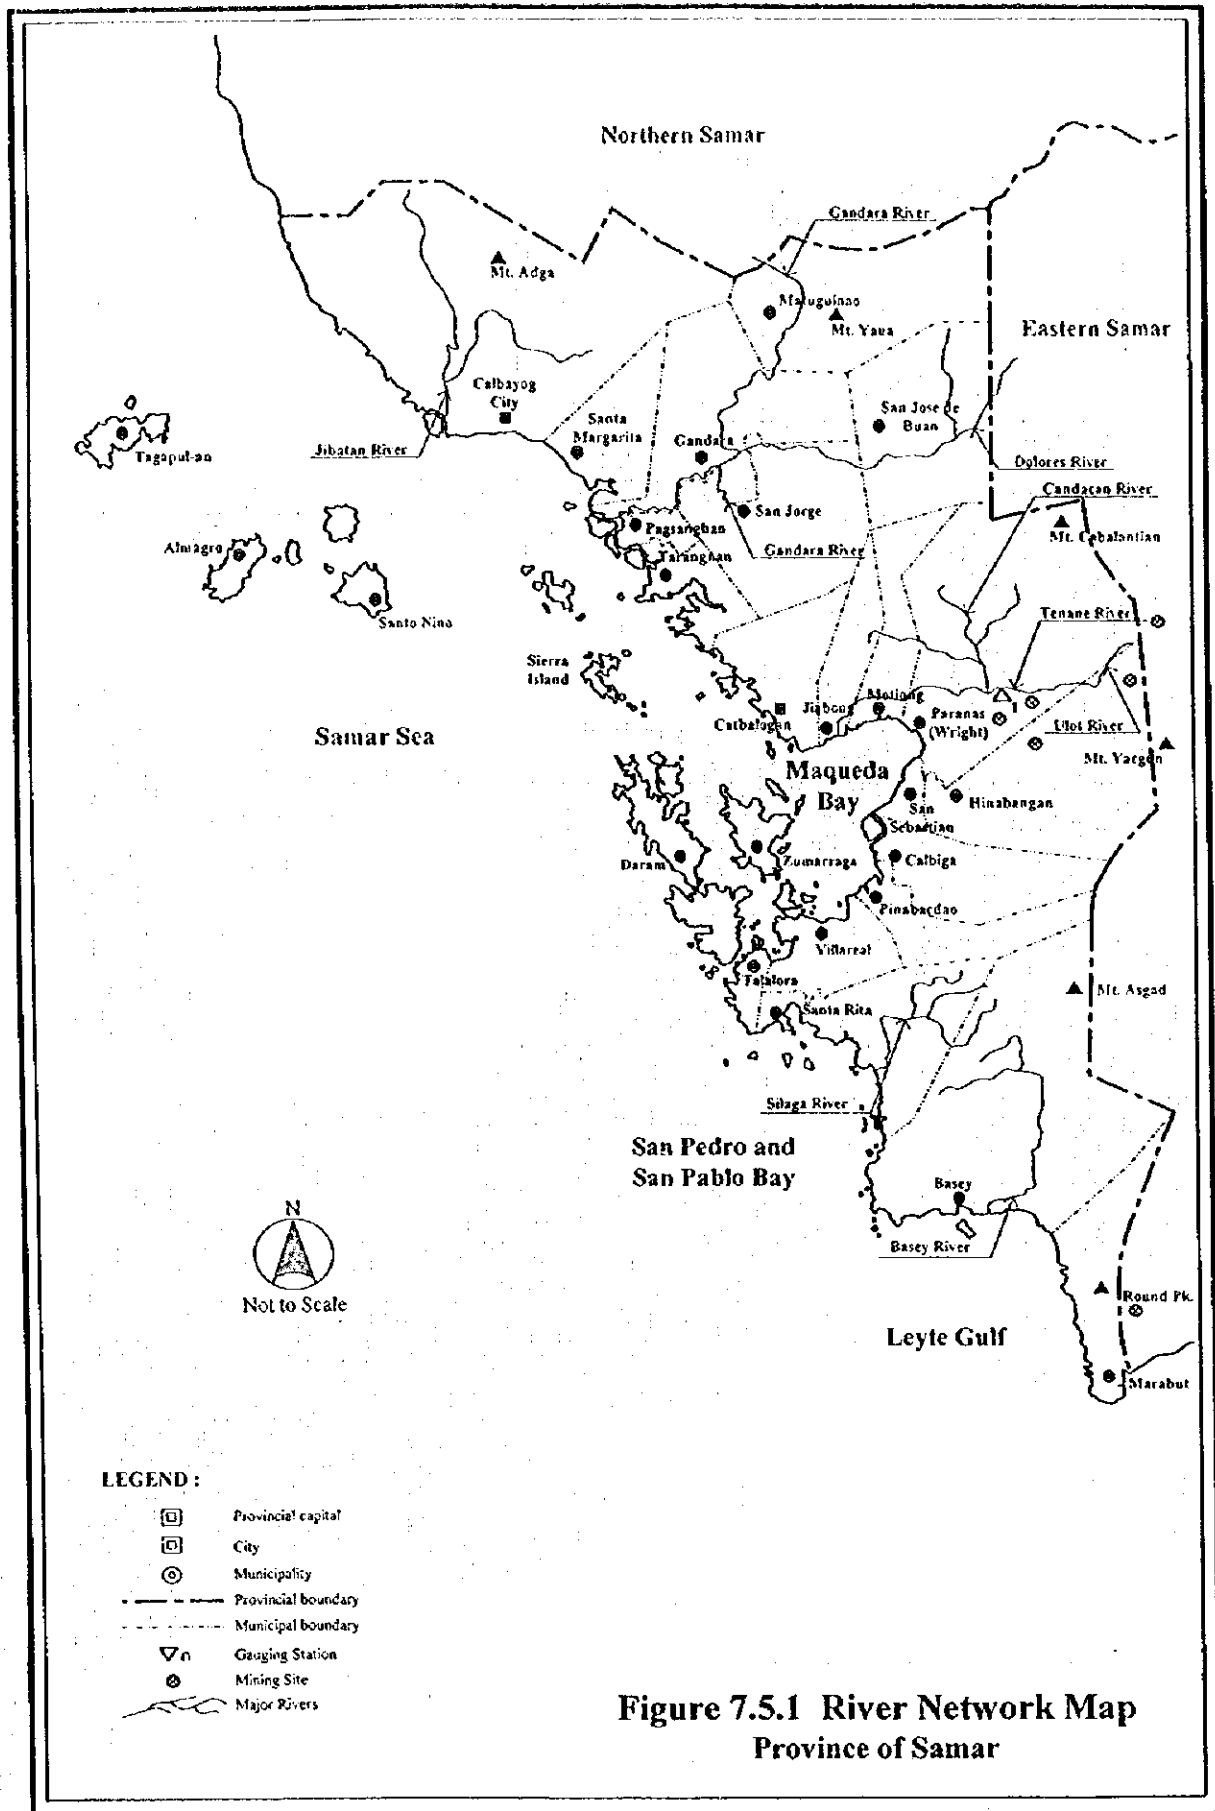 Northern Samar
Gandara River
Mt. Adga
Matuguinao
Mt. Yana
Eastern Samar
Calbayog
City
Santa
Margarita
San Jose de
Buan
Gandara
Tagapul-an
Jibatan River
Dolores River
Candacan River
San Jorge
Pagsanghan
Mt. Cabalantian
Almagro
Gandara River
Tarangnan
Santo Nino
Tenane River
Sierra
Island
Jiabong
Motiong
Catbalogan
Paranas
(Wright)
1
Ulot River
Samar Sea
Mt. Yacgun
Maqueda
Bay
San
Sebastian
Hinabangan
Daram
Zumarraga
Calbiga
Pinabacdao
Villareal
Talalora
Mt. Asgad
Santa Rita
Silaga River
San Pedro and
San Pablo Bay
Basey
N
Basey River
Not to Scale
Round Pk.
Leyte Gulf
Marabut
LEGEND :
Provincial capital
City
Municipality
Provincial boundary
Municipal boundary
n
Gauging Station
Mining Site
Major Rivers
Figure 7.5.1 River Network Map
Province of Samar